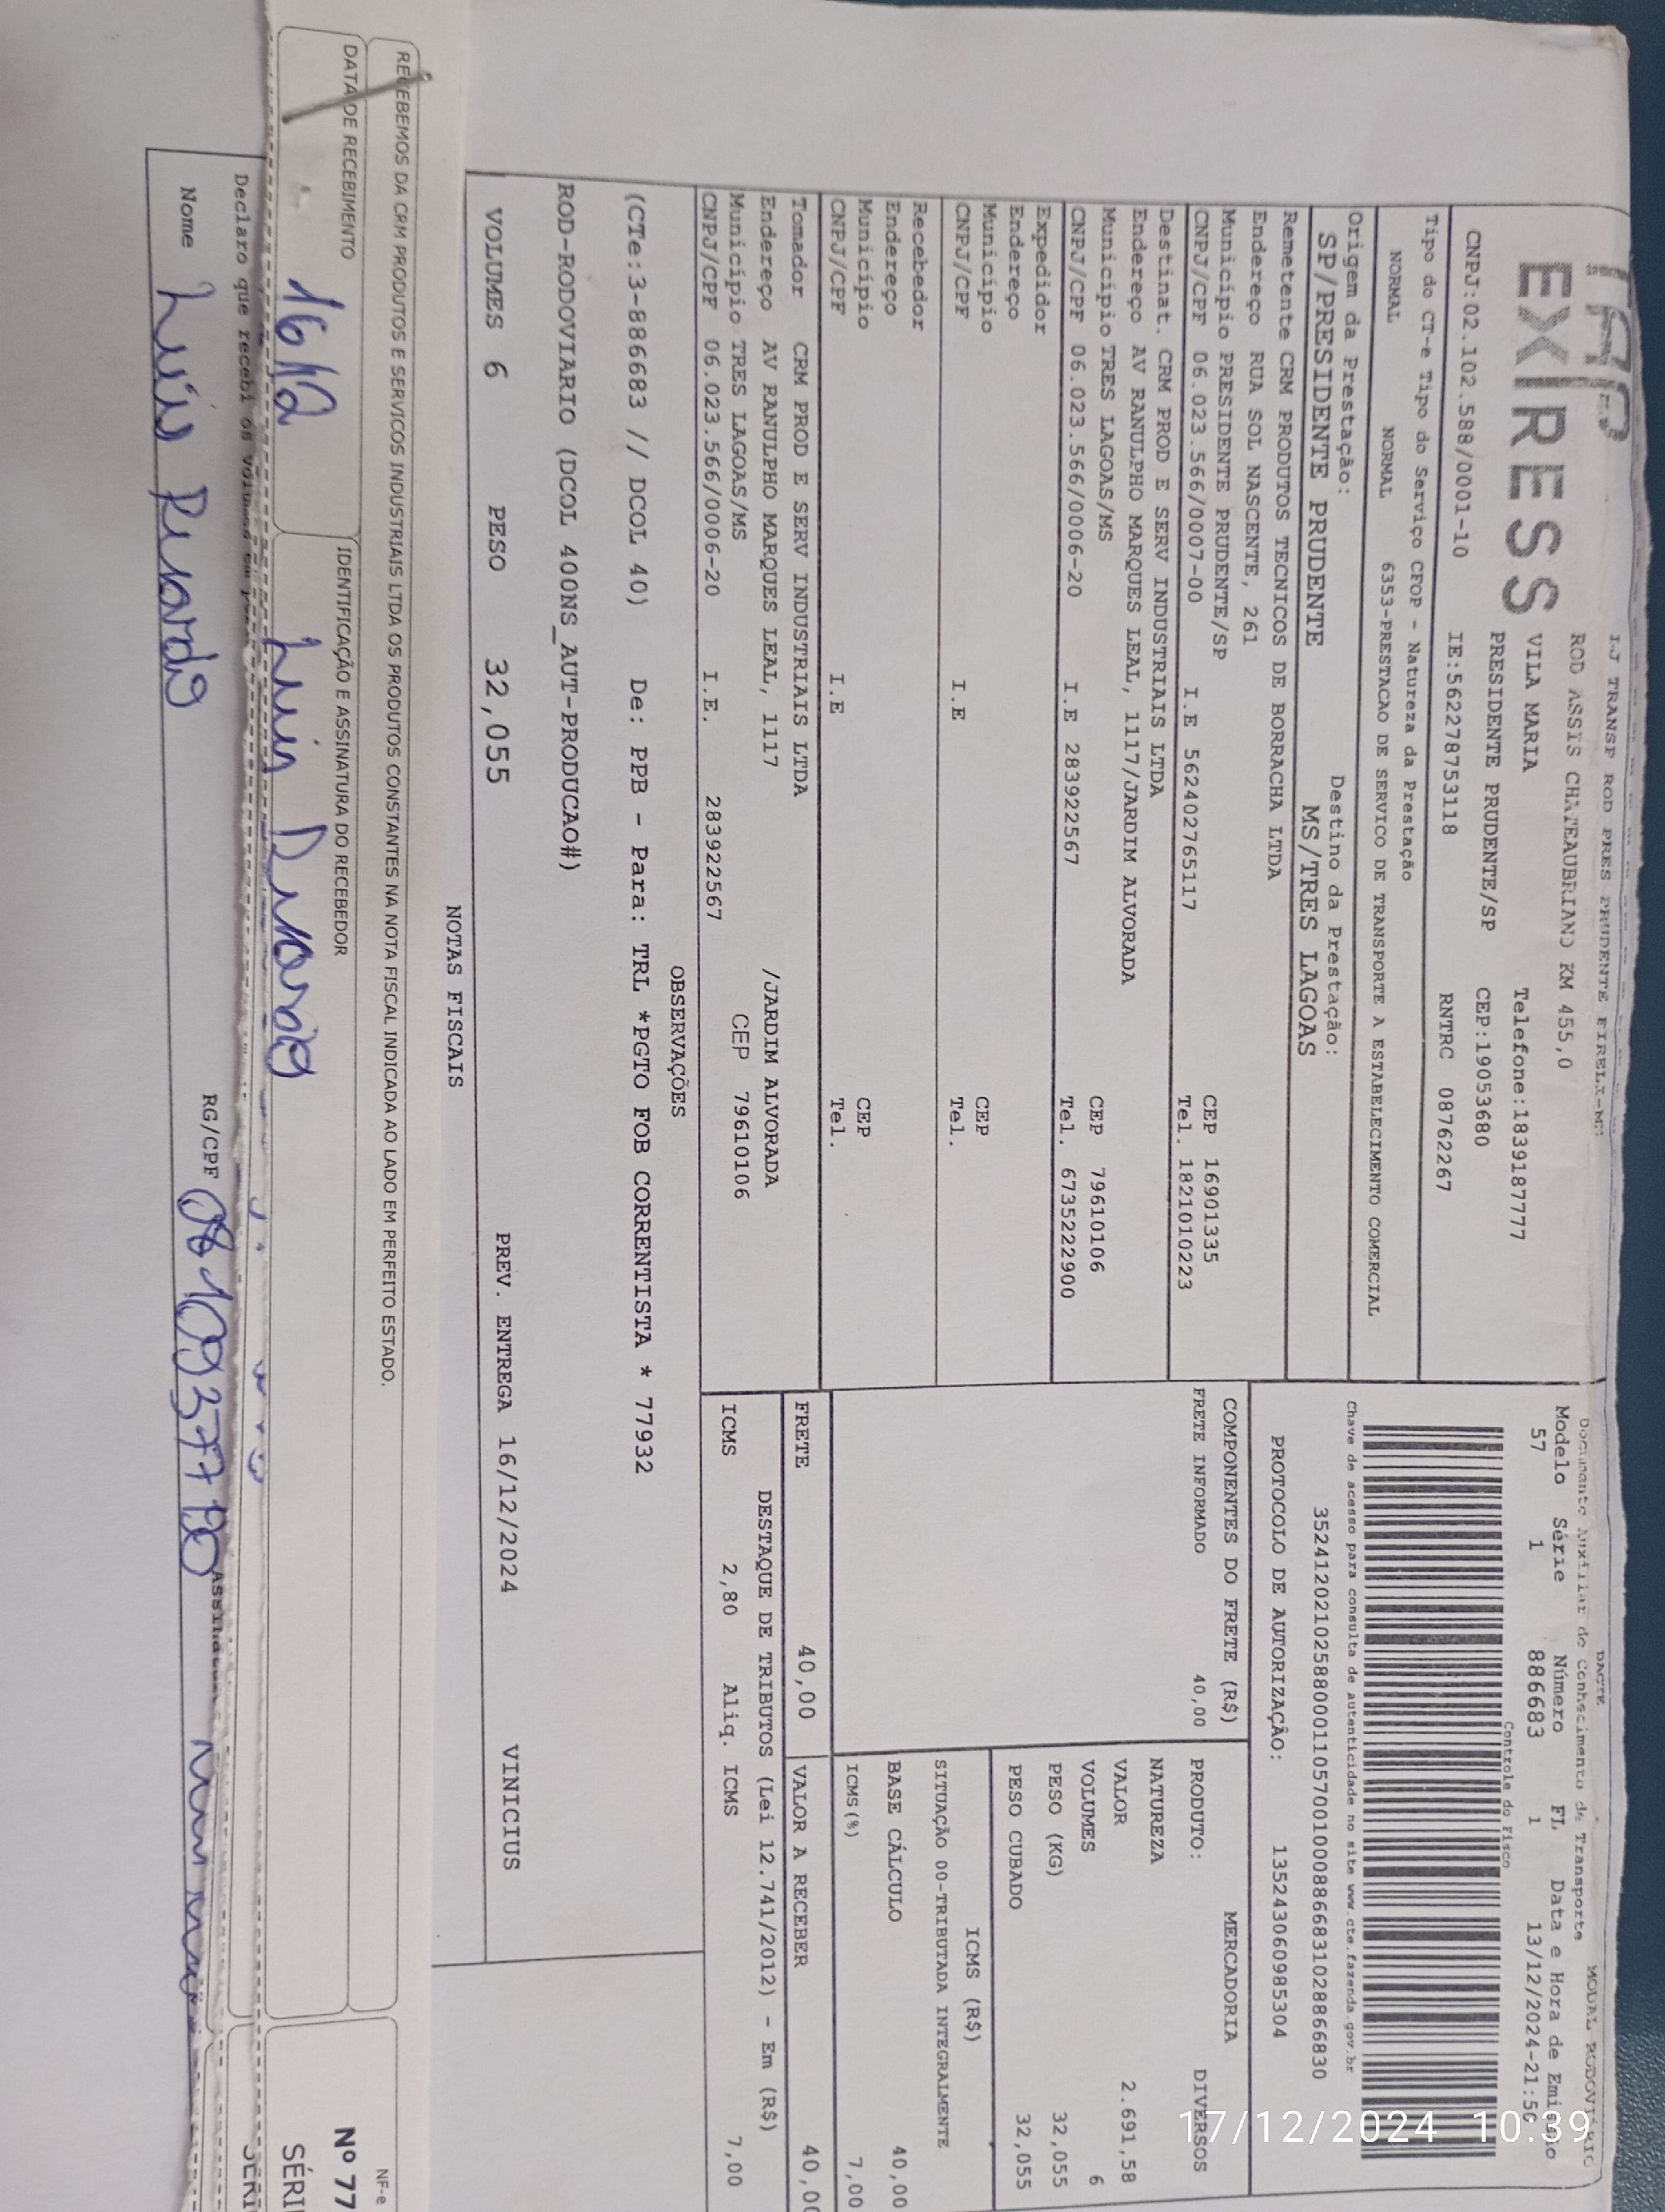 EXPRESS
LJ TRANSP ROD PRES PRUDENTE EIRELI-ME
ROD ASSIS CHATEAUBRIAND KM 455,0
VILA MARIA Telefone:1839187777
PRESIDENTE PRUDENTE/SP CEP:19053680
CNPJ:02.102.588/0001-10 IE:562278753118 RNTRC 08762267
DACTE MODAL RODOVIÁRIO
Documento Auxiliar de Conhecimento de Transporte
Modelo Série Número FL Data e Hora de Emissão
57 1 886683 1 13/12/2024-21:50
Controle do Fisco
Tipo do CT-e Tipo do Serviço CFOP - Natureza da Prestação
NORMAL NORMAL 6353-PRESTACAO DE SERVICO DE TRANSPORTE A ESTABELECIMENTO COMERCIAL
Chave de acesso para consulta de autenticidade no site www.cte.fazenda.gov.br
35241202102588000110570010008866831028866830
Origem da Prestação: Destino da Prestação:
SP/PRESIDENTE PRUDENTE MS/TRES LAGOAS
PROTOCOLO DE AUTORIZAÇÃO: 135243060985304
Remetente CRM PRODUTOS TECNICOS DE BORRACHA LTDA
Endereço RUA SOL NASCENTE, 261
Município PRESIDENTE PRUDENTE/SP CEP 16901335
CNPJ/CPF 06.023.566/0007-00 I.E 562402765117 Tel. 182101022​3
Destinat. CRM PROD E SERV INDUSTRIAIS LTDA
Endereço AV RANULPHO MARQUES LEAL, 1117/JARDIM ALVORADA
Município TRES LAGOAS/MS CEP 79610106
CNPJ/CPF 06.023.566/0006-20 I.E 283922567 Tel. 6735222900
Expedidor
Endereço
Município CEP
CNPJ/CPF I.E Tel.
Recebedor
Endereço
Município CEP
CNPJ/CPF I.E Tel.
Tomador CRM PROD E SERV INDUSTRIAIS LTDA
Endereço AV RANULPHO MARQUES LEAL, 1117 /JARDIM ALVORADA
Município TRES LAGOAS/MS CEP 79610106
CNPJ/CPF 06.023.566/0006-20 I.E. 283922567
COMPONENTES DO FRETE (R$)
FRETE INFORMADO 40,00
MERCADORIA
PRODUTO: DIVERSOS
NATUREZA
VALOR 2.691,58
VOLUMES 6
PESO (KG) 32,055
PESO CUBADO 32,055
ICMS (R$)
SITUAÇÃO 00-TRIBUTADA INTEGRALMENTE
BASE CÁLCULO 40,00
ICMS(%) 7,00
FRETE 40,00 VALOR A RECEBER 40,00
DESTAQUE DE TRIBUTOS (Lei 12.741/2012) - Em (R$)
ICMS 2,80 Aliq. ICMS 7,00
OBSERVAÇÕES
(CTe:3-886683 // DCOL 40) De: PPB - Para: TRL *PGTO FOB CORRENTISTA * 77932
ROD-RODOVIARIO (DCOL 400NS_AUT-PRODUCAO#)
VOLUMES 6 PESO 32,055 PREV. ENTREGA 16/12/2024 VINICIUS
NOTAS FISCAIS
RECEBEMOS DA CRM PRODUTOS E SERVICOS INDUSTRIAIS LTDA OS PRODUTOS CONSTANTES NA NOTA FISCAL INDICADA AO LADO EM PERFEITO ESTADO.
NF-e
Nº 77
SÉRI
DATA DE RECEBIMENTO IDENTIFICAÇÃO E ASSINATURA DO RECEBEDOR
16/12
Declaro que recebi os volumes em
Nome Luis RG/CPF Assinatura
17/12/2024 10:39